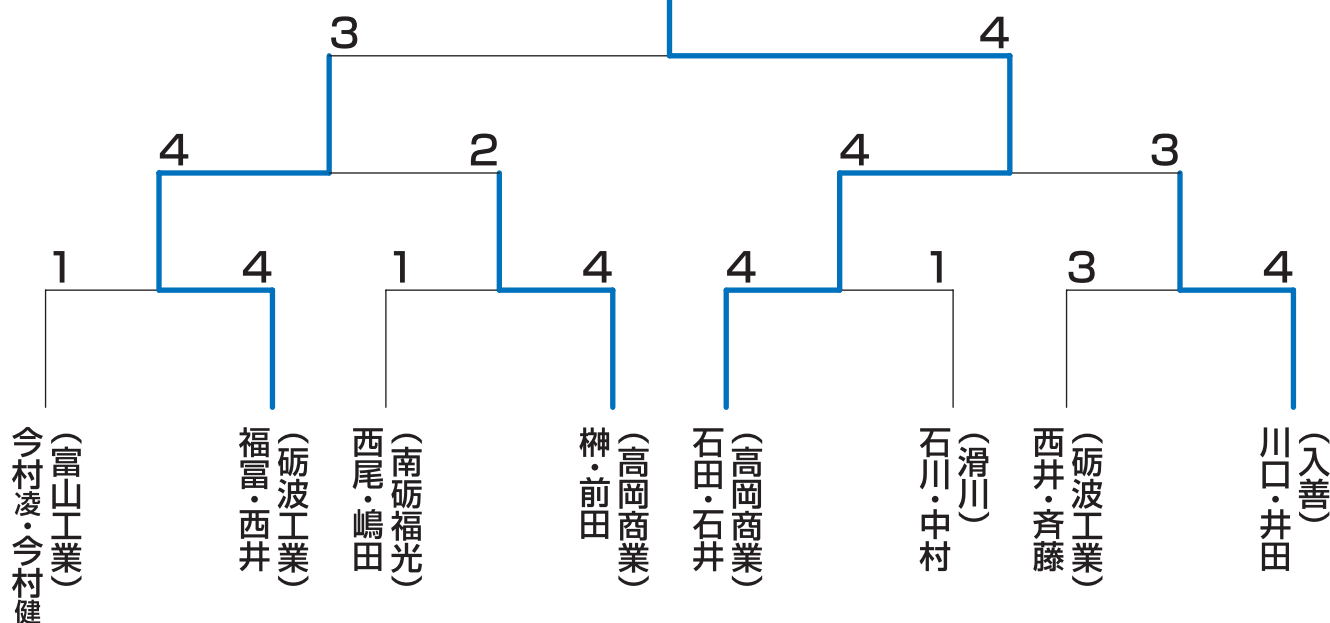 3
4
4
2
4
3
1
4
1
4
4
1
3
4
今村凌・今村健
（富山工業）
福冨・西井
（砺波工業）
西尾・嶋田
（南砺福光）
榊・前田
（高岡商業）
石田・石井
（高岡商業）
石川・中村
（滑川）
西井・斉藤
（砺波工業）
川口・井田
（入善）